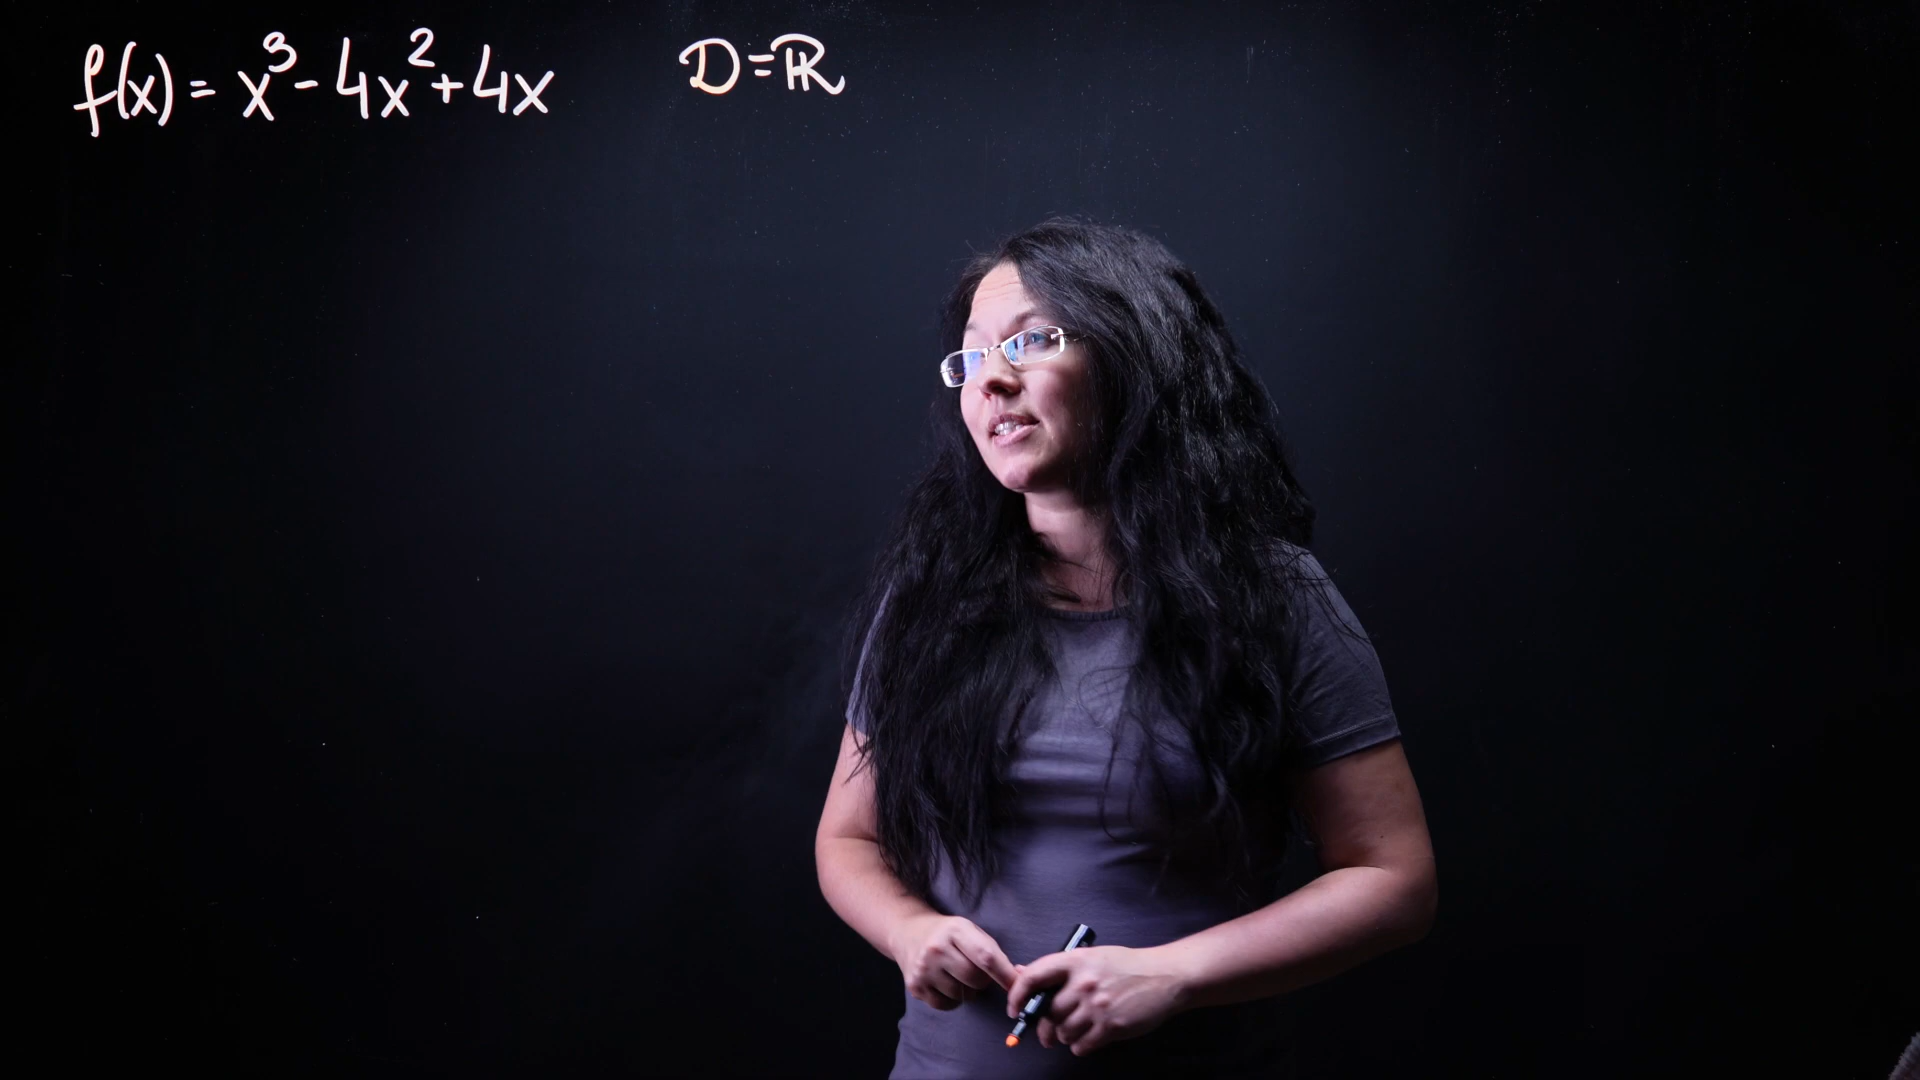 f(x) = x³ - 4x² + 4x D = ℝ